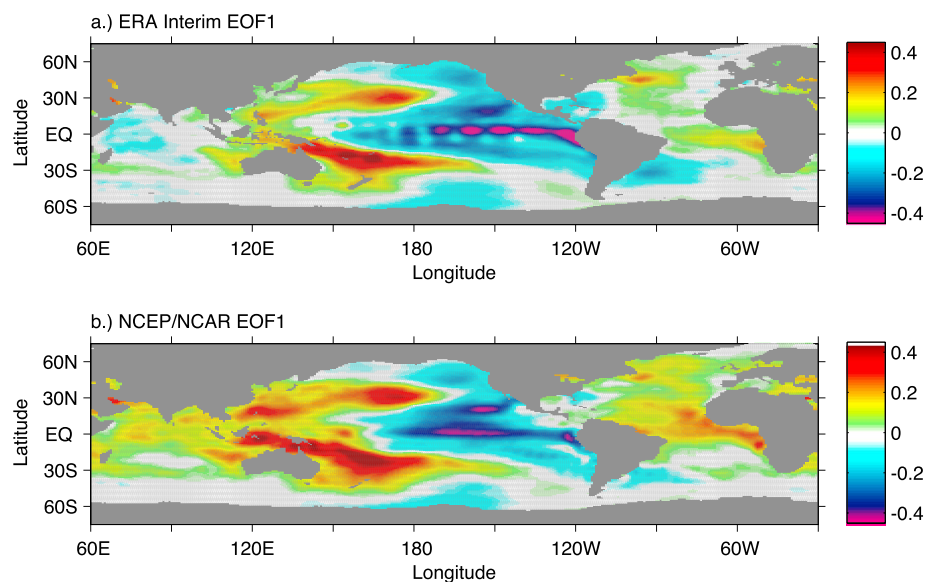 a.) ERA Interim EOF1
60N
30N
EQ
30S
60S
Latitude
60E 120E 180 120W 60W
Longitude
0.4
0.2
0
-0.2
-0.4
b.) NCEP/NCAR EOF1
60N
30N
EQ
30S
60S
Latitude
60E 120E 180 120W 60W
Longitude
0.4
0.2
0
-0.2
-0.4